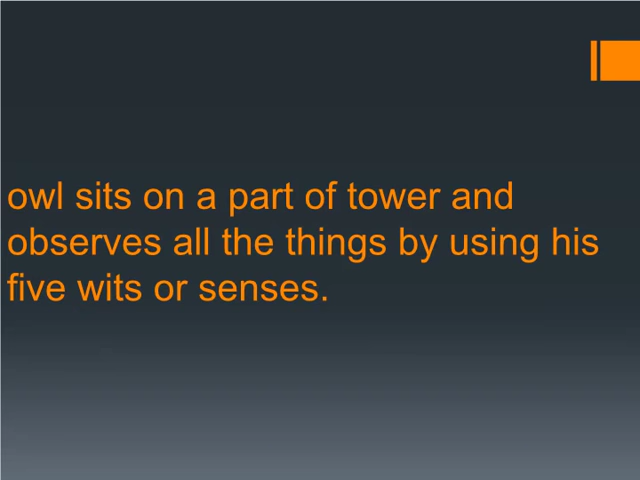 owl sits on a part of tower and
observes all the things by using his
five wits or senses.